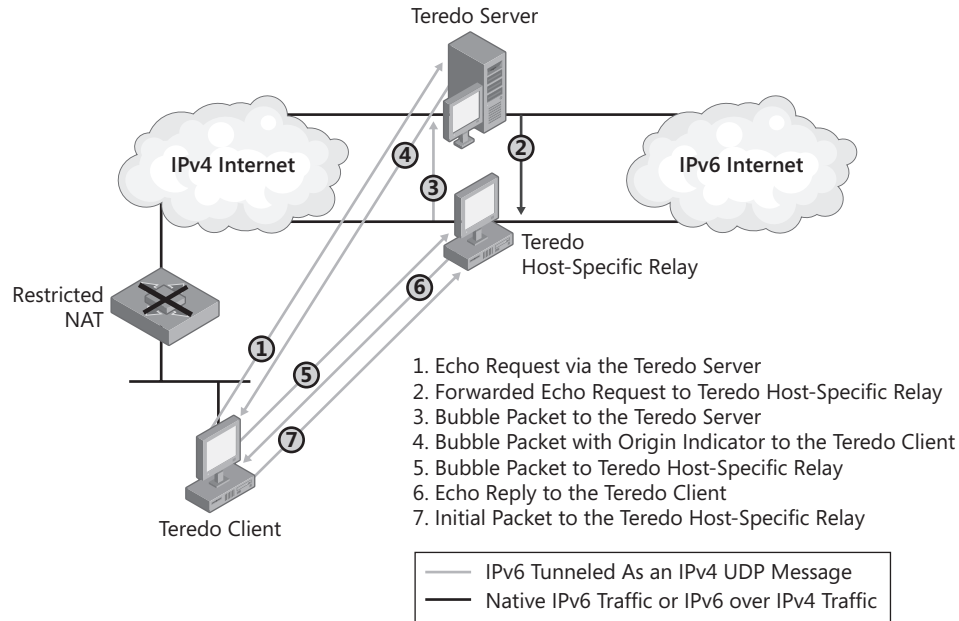 Teredo Server
IPv4 Internet
IPv6 Internet
4
2
3
Teredo
Host-Specific Relay
Restricted
NAT
6
1
5
7
1. Echo Request via the Teredo Server
2. Forwarded Echo Request to Teredo Host-Specific Relay
3. Bubble Packet to the Teredo Server
4. Bubble Packet with Origin Indicator to the Teredo Client
5. Bubble Packet to Teredo Host-Specific Relay
6. Echo Reply to the Teredo Client
7. Initial Packet to the Teredo Host-Specific Relay
Teredo Client
IPv6 Tunneled As an IPv4 UDP Message
Native IPv6 Traffic or IPv6 over IPv4 Traffic